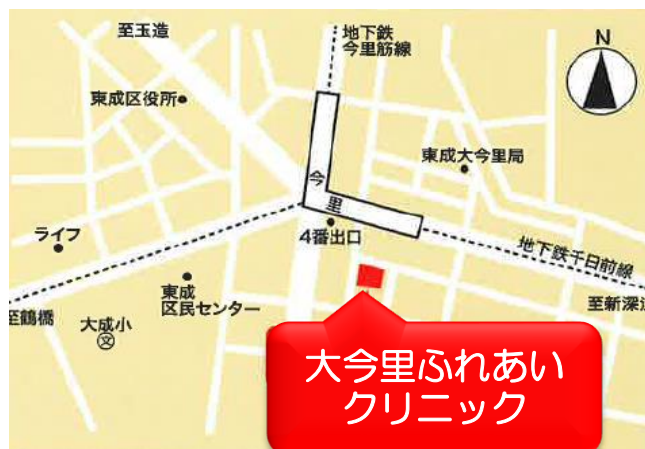 至玉造
地下鉄
今里筋線
N
東成区役所
東成大今里局
今
里
ライフ
4番出口
地下鉄千日前線
東成
区民センター
至新深江
至鶴橋
大成小
文
大今里ふれあい
クリニック